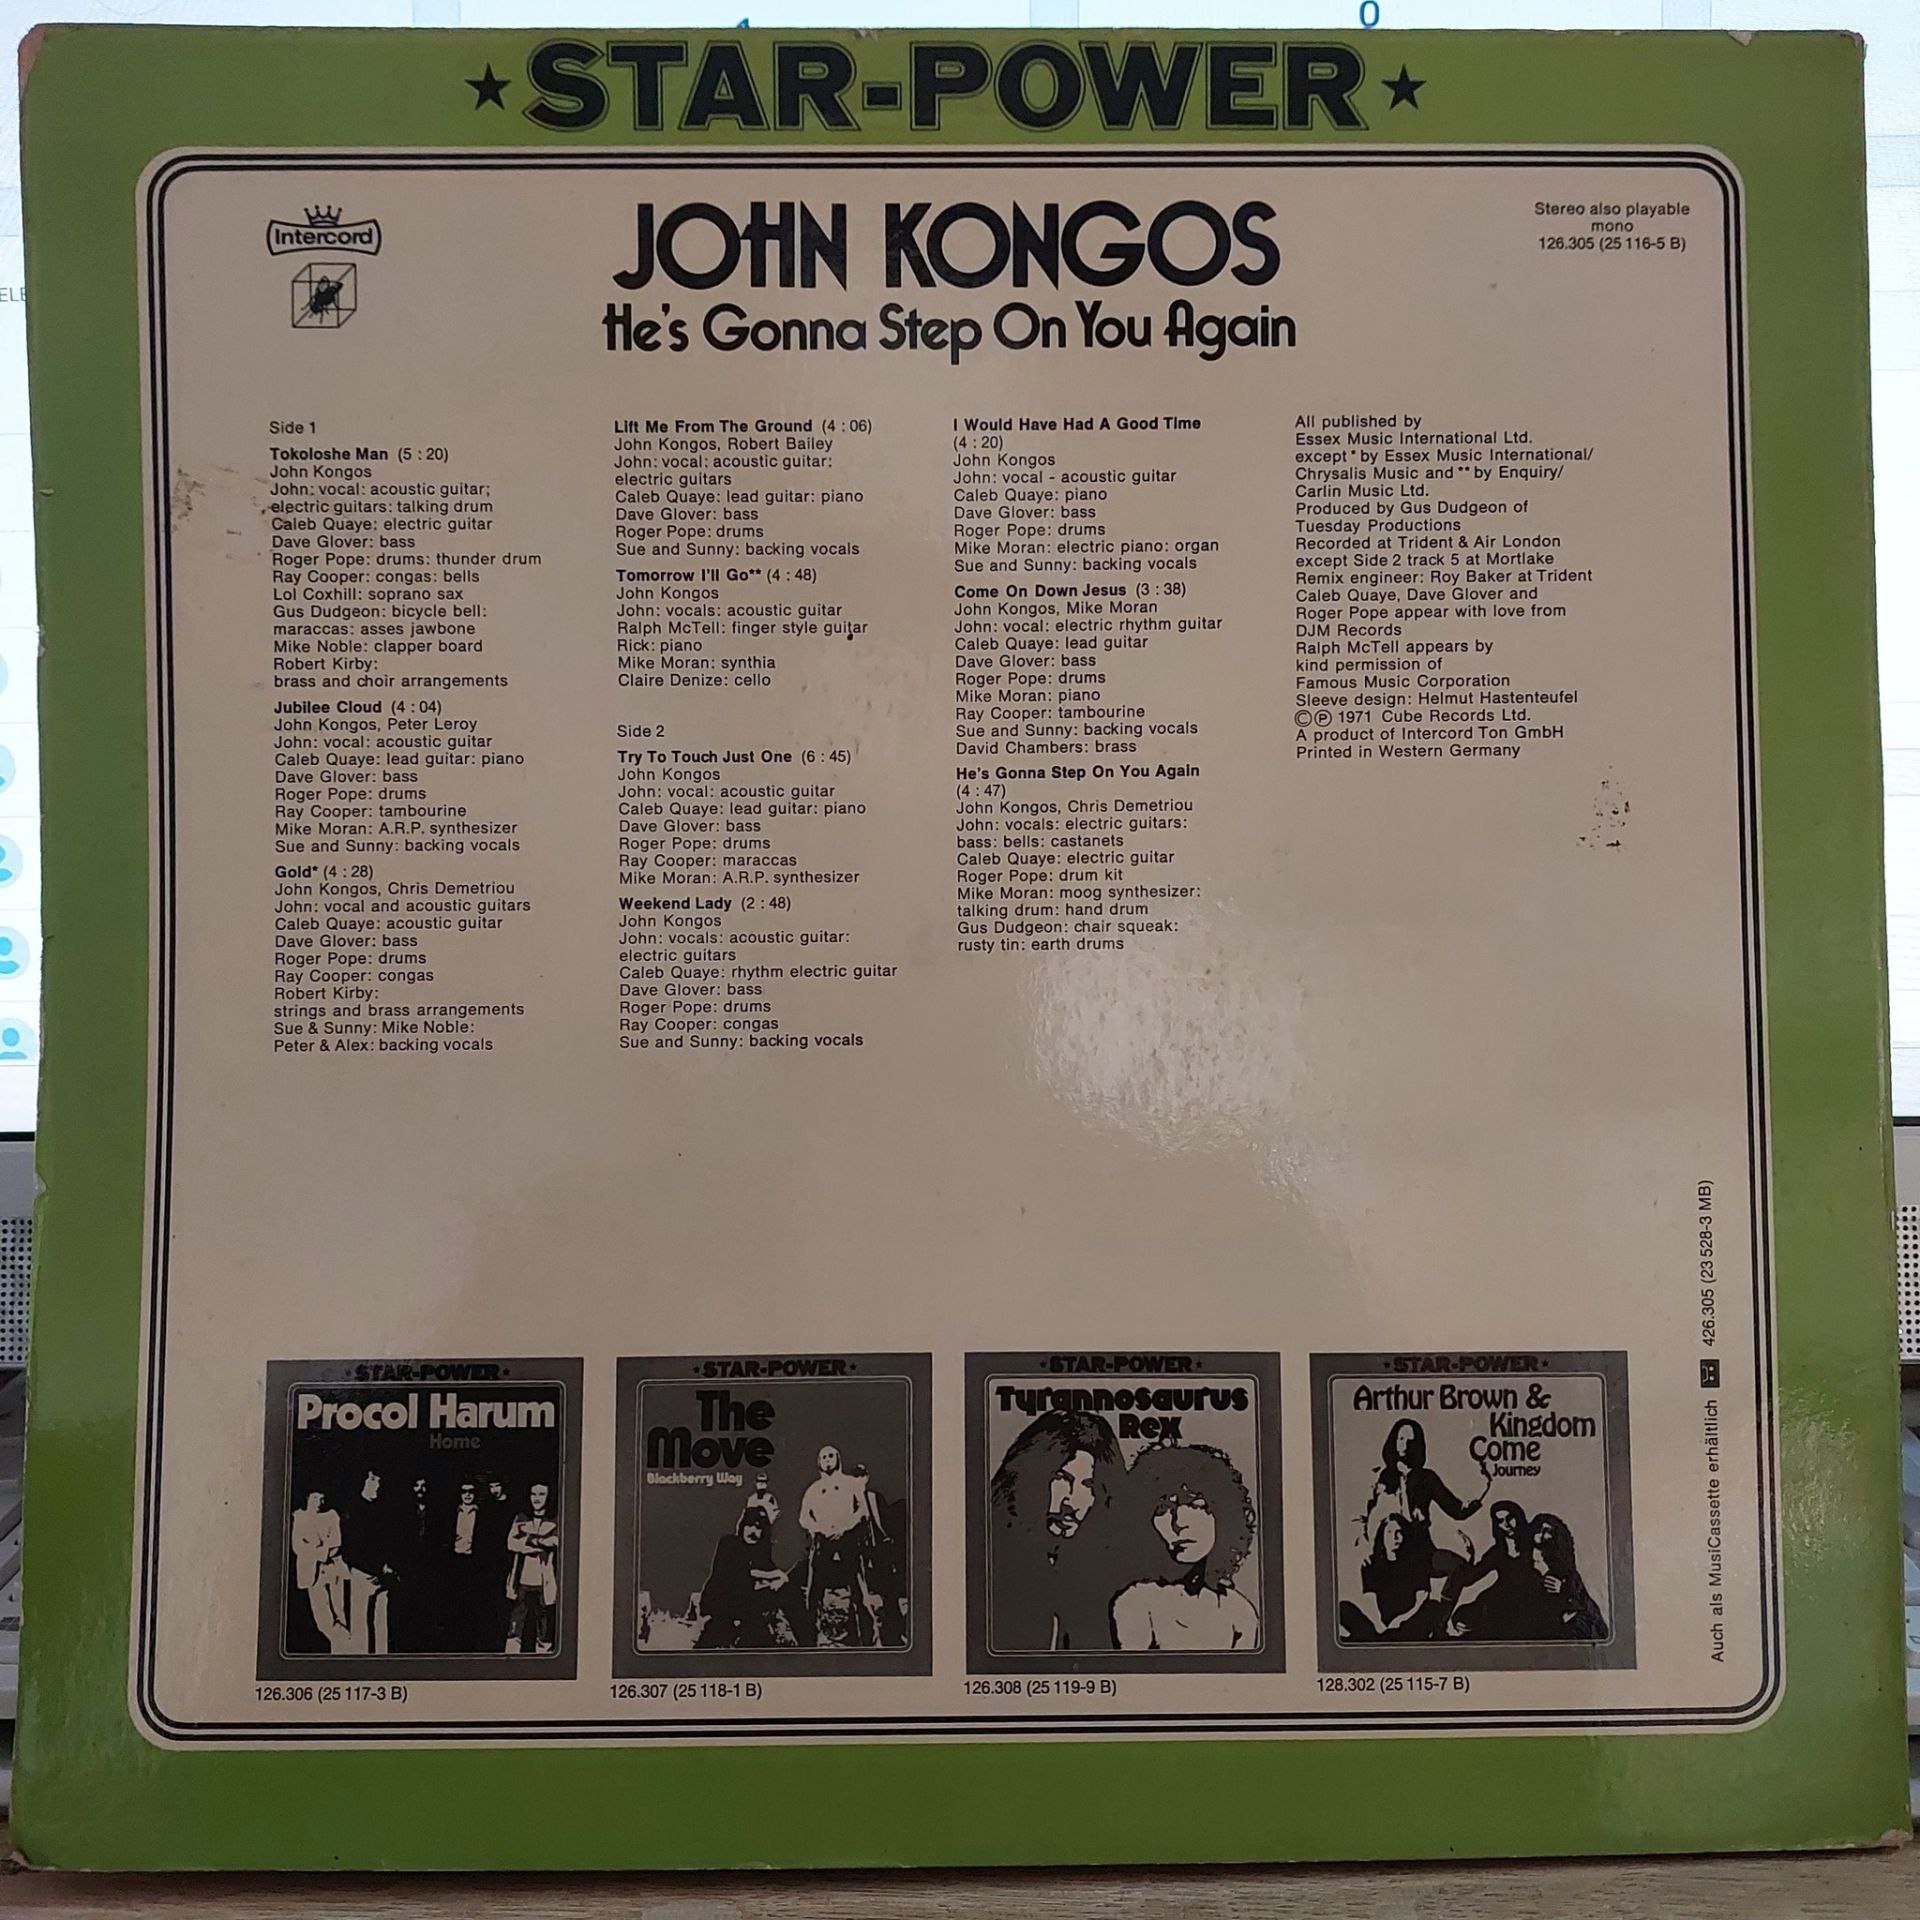 0
ELE
★STAR-POWER★
Intercord
JOHN KONGOS
He's Gonna Step On You Again
Stereo also playable
mono
126.305 (25 116-5 B)
Side 1
Tokoloshe Man (5 : 20)
John Kongos
John: vocal: acoustic guitar;
electric guitars: talking drum
Caleb Quaye: electric guitar
Dave Glover: bass
Roger Pope: drums: thunder drum
Ray Cooper: congas: bells
Lol Coxhill: soprano sax
Gus Dudgeon: bicycle bell:
maraccas: asses jawbone
Mike Noble: clapper board
Robert Kirby:
brass and choir arrangements
Jubilee Cloud (4 : 04)
John Kongos, Peter Leroy
John: vocal: acoustic guitar
Caleb Quaye: lead guitar: piano
Dave Glover: bass
Roger Pope: drums
Ray Cooper: tambourine
Mike Moran: A.R.P. synthesizer
Sue and Sunny: backing vocals
Gold* (4 : 28)
John Kongos, Chris Demetriou
John: vocal and acoustic guitars
Caleb Quaye: acoustic guitar
Dave Glover: bass
Roger Pope: drums
Ray Cooper: congas
Robert Kirby:
strings and brass arrangements
Sue & Sunny: Mike Noble:
Peter & Alex: backing vocals
Lift Me From The Ground (4 : 06)
John Kongos, Robert Bailey
John: vocal: acoustic guitar:
electric guitars
Caleb Quaye: lead guitar: piano
Dave Glover: bass
Roger Pope: drums
Sue and Sunny: backing vocals
Tomorrow I'll Go** (4 : 48)
John Kongos
John: vocals: acoustic guitar
Ralph McTell: finger style guitar
Rick: piano
Mike Moran: synthia
Claire Denize: cello
Side 2
Try To Touch Just One (6 : 45)
John Kongos
John: vocal: acoustic guitar
Caleb Quaye: lead guitar: piano
Dave Glover: bass
Roger Pope: drums
Ray Cooper: maraccas
Mike Moran: A.R.P. synthesizer
Weekend Lady (2 : 48)
John Kongos
John: vocals: acoustic guitar:
electric guitars
Caleb Quaye: rhythm electric guitar
Dave Glover: bass
Roger Pope: drums
Ray Cooper: congas
Sue and Sunny: backing vocals
I Would Have Had A Good Time
(4 : 20)
John Kongos
John: vocal - acoustic guitar
Caleb Quaye: piano
Dave Glover: bass
Roger Pope: drums
Mike Moran: electric piano: organ
Sue and Sunny: backing vocals
Come On Down Jesus (3 : 38)
John Kongos, Mike Moran
John: vocal: electric rhythm guitar
Caleb Quaye: lead guitar
Dave Glover: bass
Roger Pope: drums
Mike Moran: piano
Ray Cooper: tambourine
Sue and Sunny: backing vocals
David Chambers: brass
He's Gonna Step On You Again
(4 : 47)
John Kongos, Chris Demetriou
John: vocals: electric guitars:
bass: bells: castanets
Caleb Quaye: electric guitar
Roger Pope: drum kit
Mike Moran: moog synthesizer:
talking drum: hand drum
Gus Dudgeon: chair squeak:
rusty tin: earth drums
All published by
Essex Music International Ltd.
except * by Essex Music International/
Chrysalis Music and ** by Enquiry/
Carlin Music Ltd.
Produced by Gus Dudgeon of
Tuesday Productions
Recorded at Trident & Air London
except Side 2 track 5 at Mortlake
Remix engineer: Roy Baker at Trident
Caleb Quaye, Dave Glover and
Roger Pope appear with love from
DJM Records
Ralph McTell appears by
kind permission of
Famous Music Corporation
Sleeve design: Helmut Hastenteufel
©℗ 1971 Cube Records Ltd.
A product of Intercord Ton GmbH
Printed in Western Germany
★STAR-POWER★
Procol Harum
Home
126.306 (25 117-3 B)
★STAR-POWER★
The
Move
Blackberry Way
126.307 (25 118-1 B)
★STAR-POWER★
Tyrannosaurus
Rex
126.308 (25 119-9 B)
★STAR-POWER★
Arthur Brown &
Kingdom
Come
Journey
128.302 (25 115-7 B)
Auch als MusiCassette erhältlich 426.305 (23 528-3 MB)